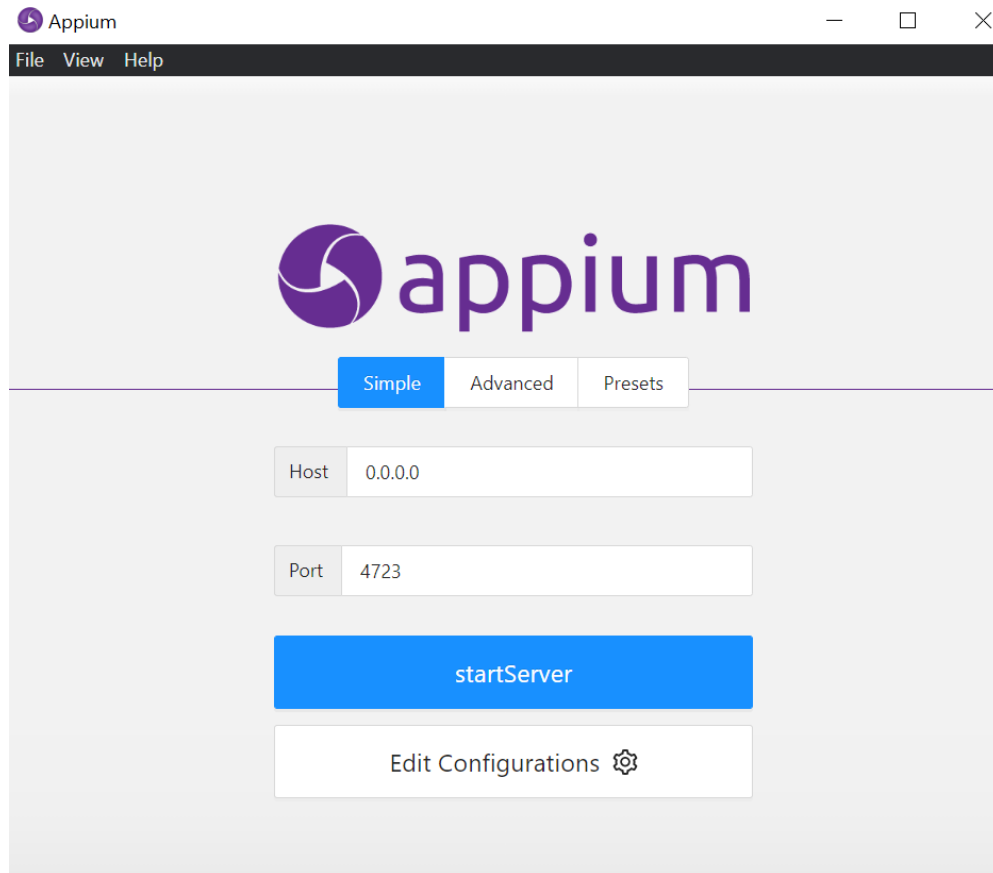 Appium
File View Help
appium
Simple Advanced Presets
Host 0.0.0.0
Port 4723
startServer
Edit Configurations